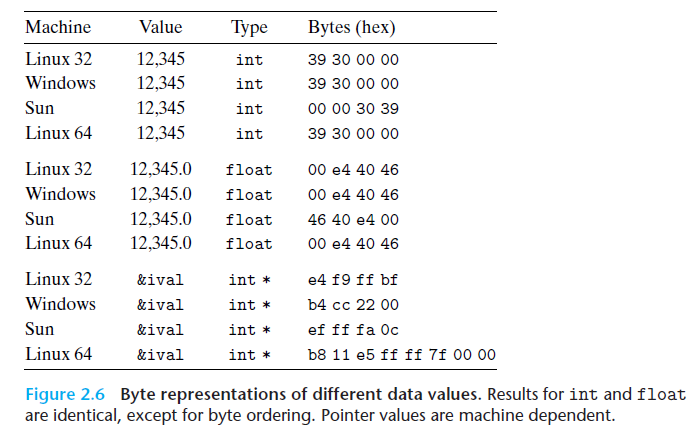 Machine Value Type Bytes (hex)
Linux 32 12,345 int 39 30 00 00
Windows 12,345 int 39 30 00 00
Sun 12,345 int 00 00 30 39
Linux 64 12,345 int 39 30 00 00
Linux 32 12,345.0 float 00 e4 40 46
Windows 12,345.0 float 00 e4 40 46
Sun 12,345.0 float 46 40 e4 00
Linux 64 12,345.0 float 00 e4 40 46
Linux 32 &ival int * e4 f9 ff bf
Windows &ival int * b4 cc 22 00
Sun &ival int * ef ff fa 0c
Linux 64 &ival int * b8 11 e5 ff ff 7f 00 00
Figure 2.6 Byte representations of different data values. Results for int and float
are identical, except for byte ordering. Pointer values are machine dependent.